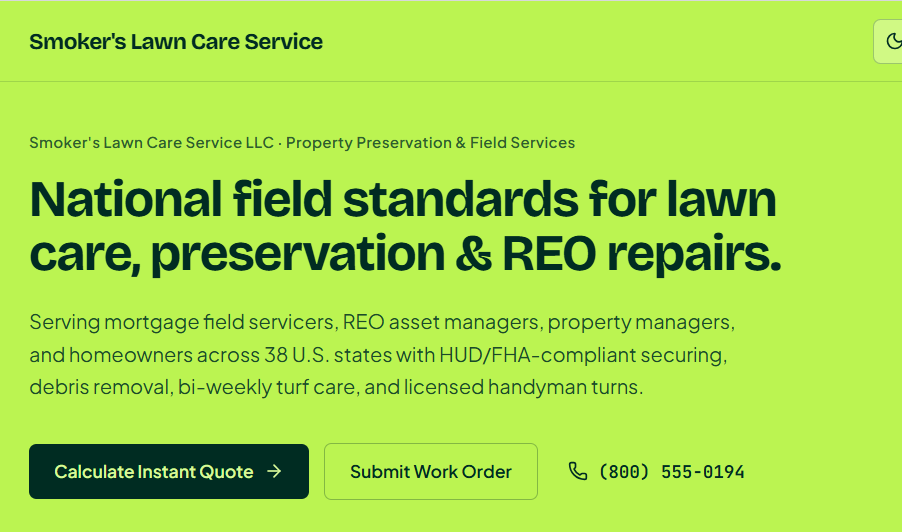 Smoker's Lawn Care Service
Smoker's Lawn Care Service LLC · Property Preservation & Field Services
National field standards for lawn
care, preservation & REO repairs.
Serving mortgage field servicers, REO asset managers, property managers,
and homeowners across 38 U.S. states with HUD/FHA-compliant securing,
debris removal, bi-weekly turf care, and licensed handyman turns.
Calculate Instant Quote →
Submit Work Order
(800) 555-0194